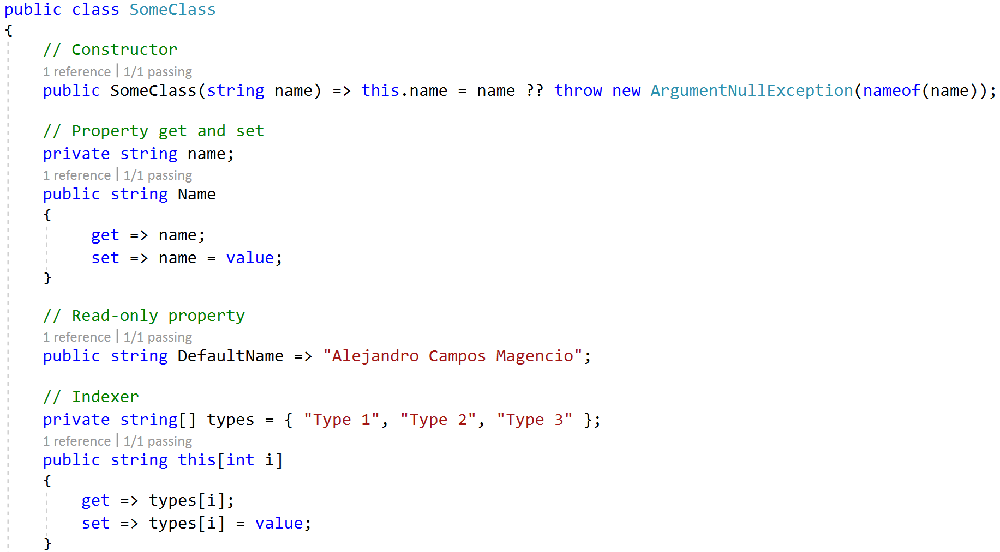 public class SomeClass
{
    // Constructor
    1 reference | 1/1 passing
    public SomeClass(string name) => this.name = name ?? throw new ArgumentNullException(nameof(name));
    // Property get and set
    private string name;
    1 reference | 1/1 passing
    public string Name
    {
         get => name;
         set => name = value;
    }
    // Read-only property
    1 reference | 1/1 passing
    public string DefaultName => "Alejandro Campos Magencio";
    // Indexer
    private string[] types = { "Type 1", "Type 2", "Type 3" };
    1 reference | 1/1 passing
    public string this[int i]
    {
        get => types[i];
        set => types[i] = value;
    }